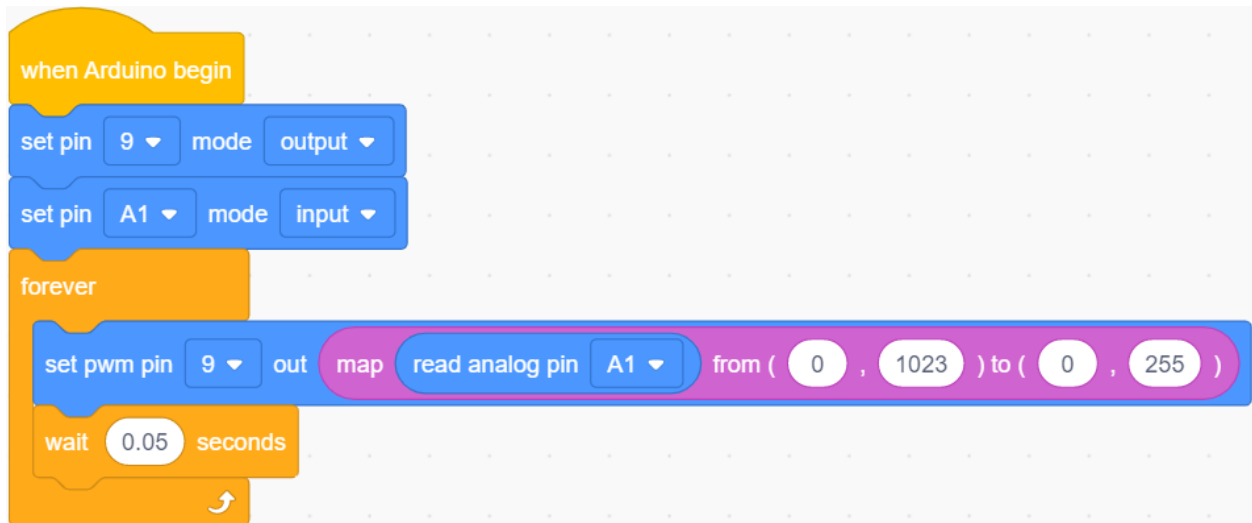 when Arduino begin
set pin 9 mode output
set pin A1 mode input
forever
set pwm pin 9 out map read analog pin A1 from ( 0 , 1023 ) to ( 0 , 255 )
wait 0.05 seconds